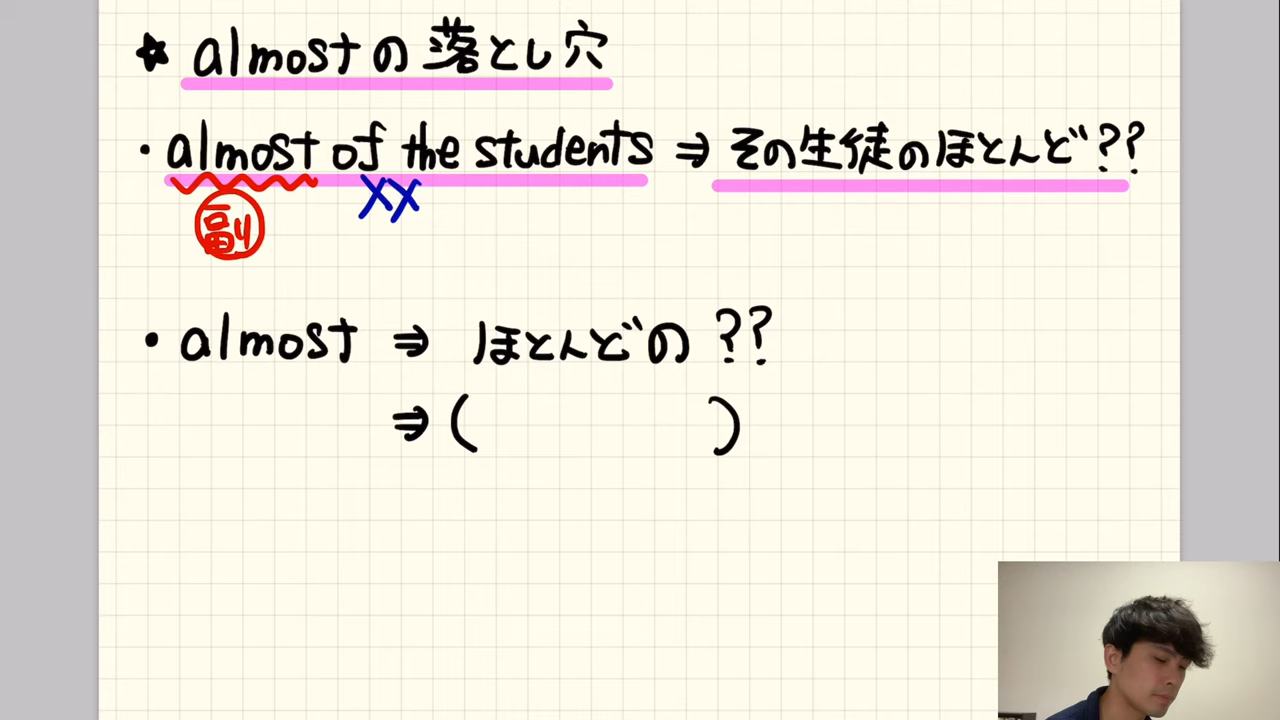 ★ almostの落とし穴
・almost of the students ⇒ その生徒のほとんど??
副 XX
・almost ⇒ ほとんどの ??
⇒ ( )